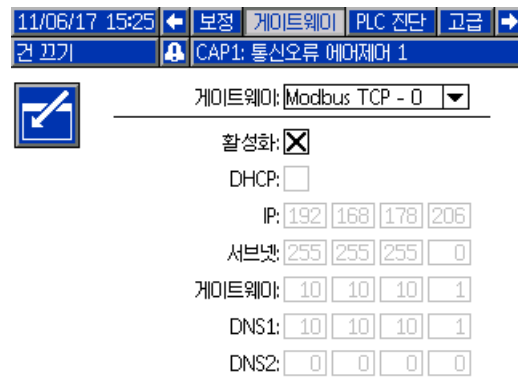 11/06/17 15:25 보정 게이트웨이 PLC 진단 고급
건 끄기 CAP1: 통신오류 에어제어 1
게이트웨이: Modbus TCP - 0
활성화:
DHCP:
IP: 192 168 178 206
서브넷: 255 255 255 0
게이트웨이: 10 10 10 1
DNS1: 10 10 10 1
DNS2: 0 0 0 0